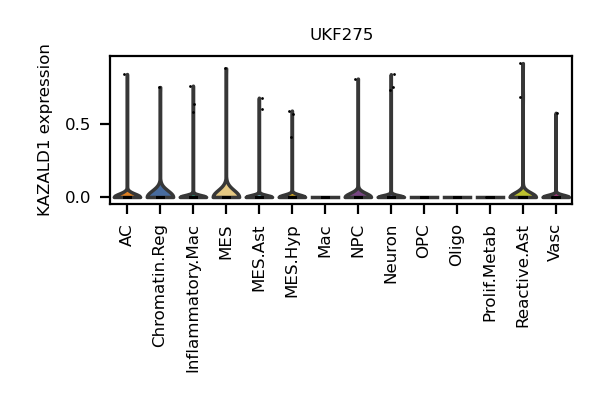 UKF275
KAZALD1 expression
0.5
0.0
AC
Chromatin.Reg
Inflammatory.Mac
MES
MES.Ast
MES.Hyp
Mac
NPC
Neuron
OPC
Oligo
Prolif.Metab
Reactive.Ast
Vasc